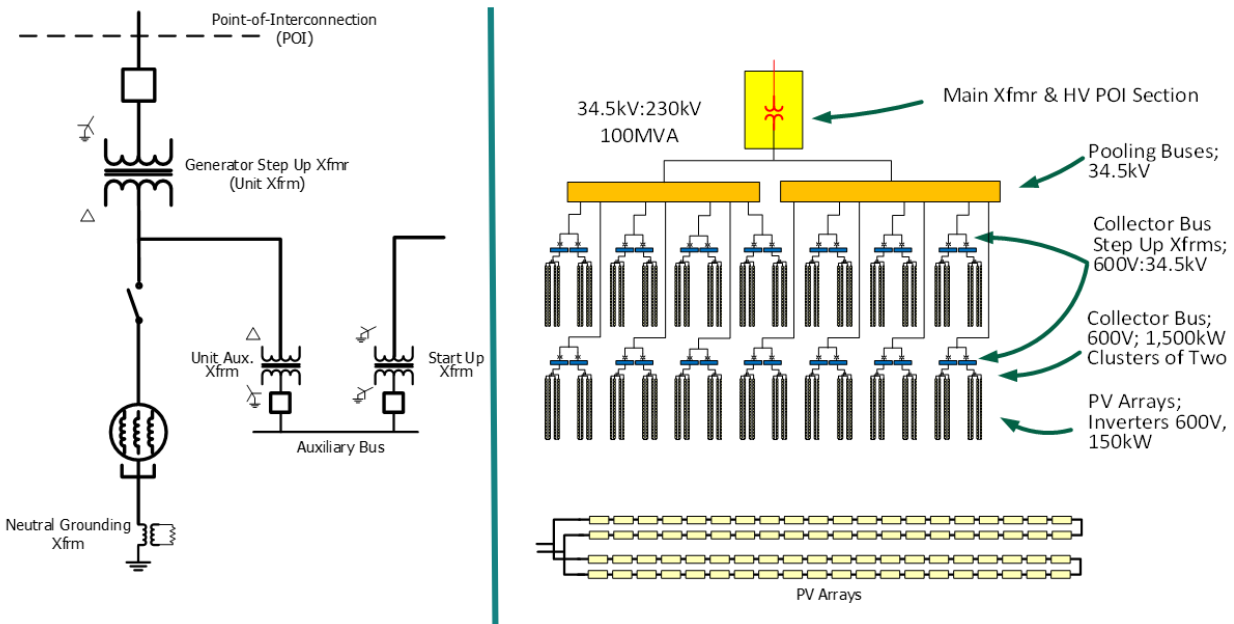 Point-of-Interconnection
(POI)
Generator Step Up Xfmr
(Unit Xfrm)
Unit Aux.
Xfrm
Start Up
Xfrm
Auxiliary Bus
Neutral Grounding
Xfrm
34.5kV:230kV
100MVA
Main Xfmr & HV POI Section
Pooling Buses;
34.5kV
Collector Bus
Step Up Xfrms;
600V:34.5kV
Collector Bus;
600V; 1,500kW
Clusters of Two
PV Arrays;
Inverters 600V,
150kW
PV Arrays